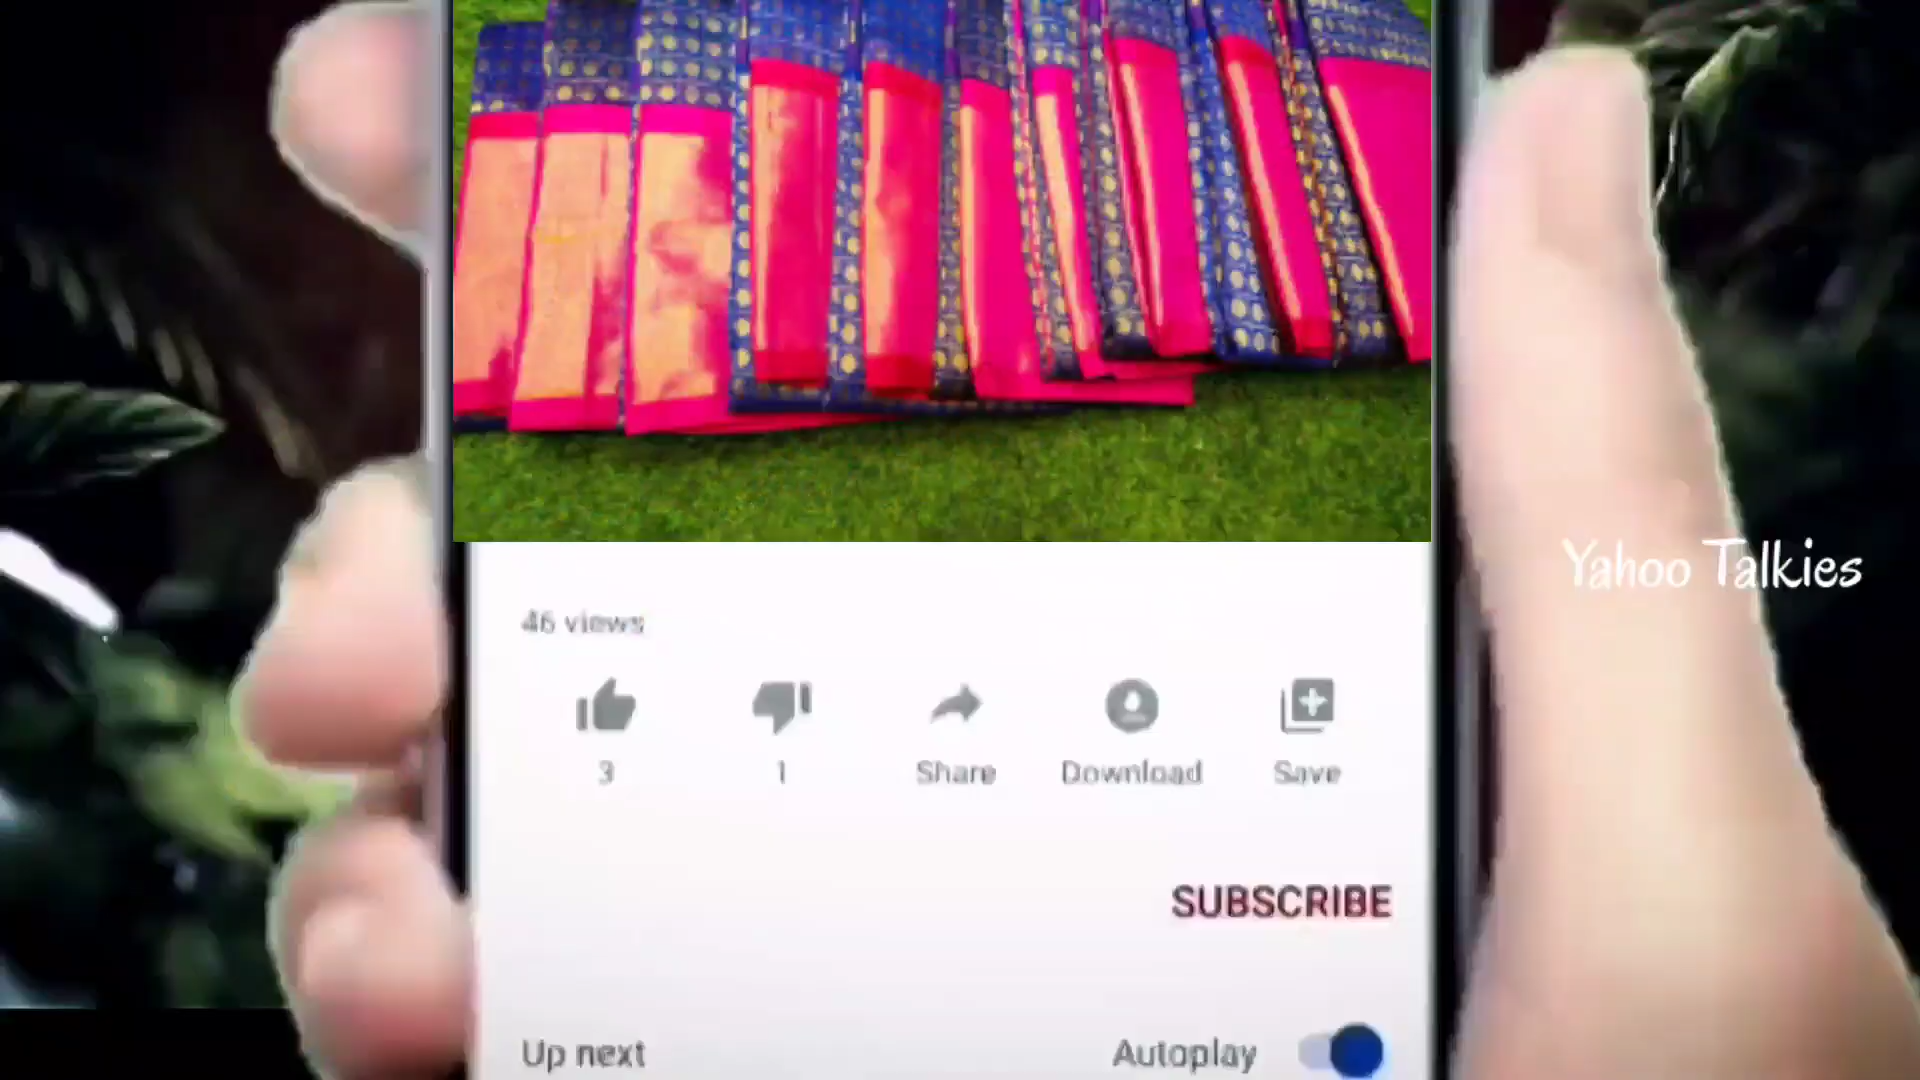 Yahoo Talkies
46 views
3
1
Share
Download
Save
SUBSCRIBE
Up next
Autoplay